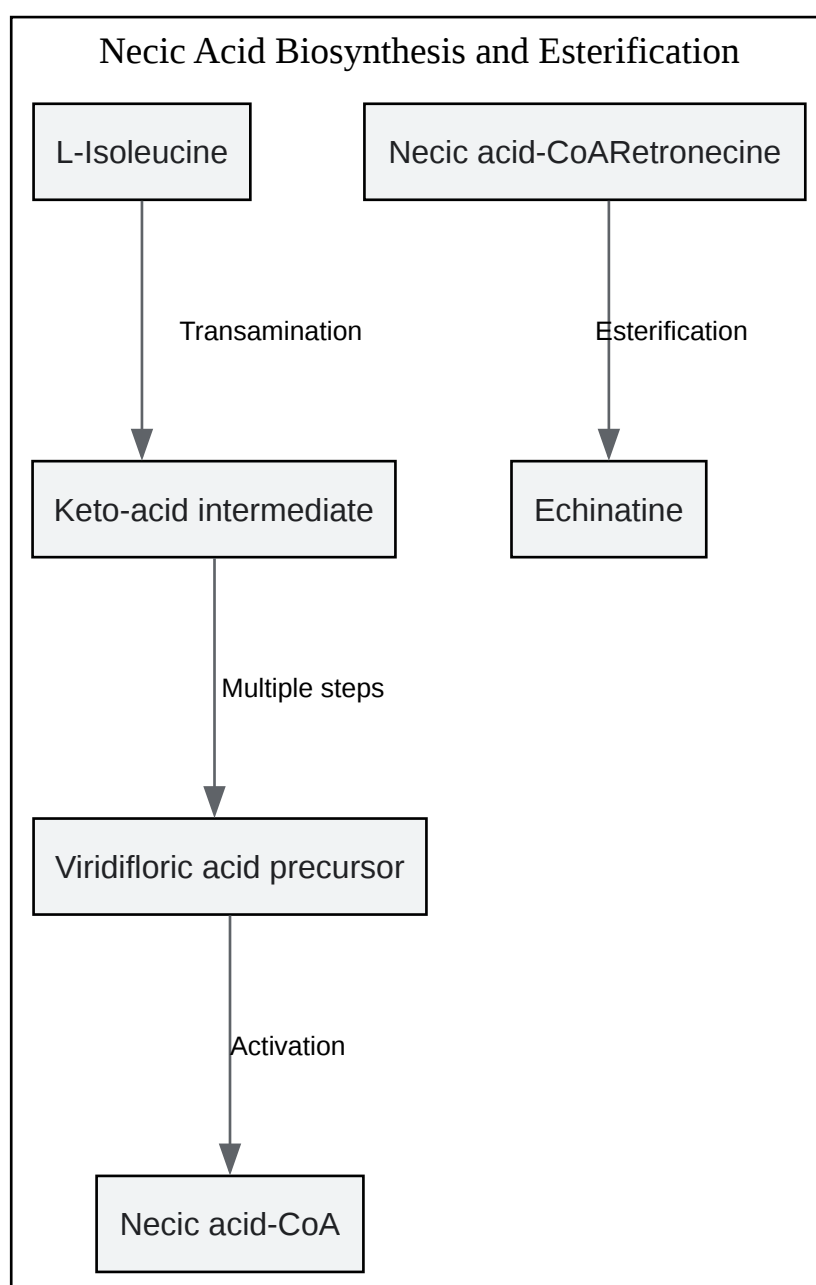 Necic Acid Biosynthesis and Esterification
L-Isoleucine
Necic acid-CoARetronecine
Transamination
Esterification
Keto-acid intermediate
Echinatine
Multiple steps
Viridifloric acid precursor
Activation
Necic acid-CoA